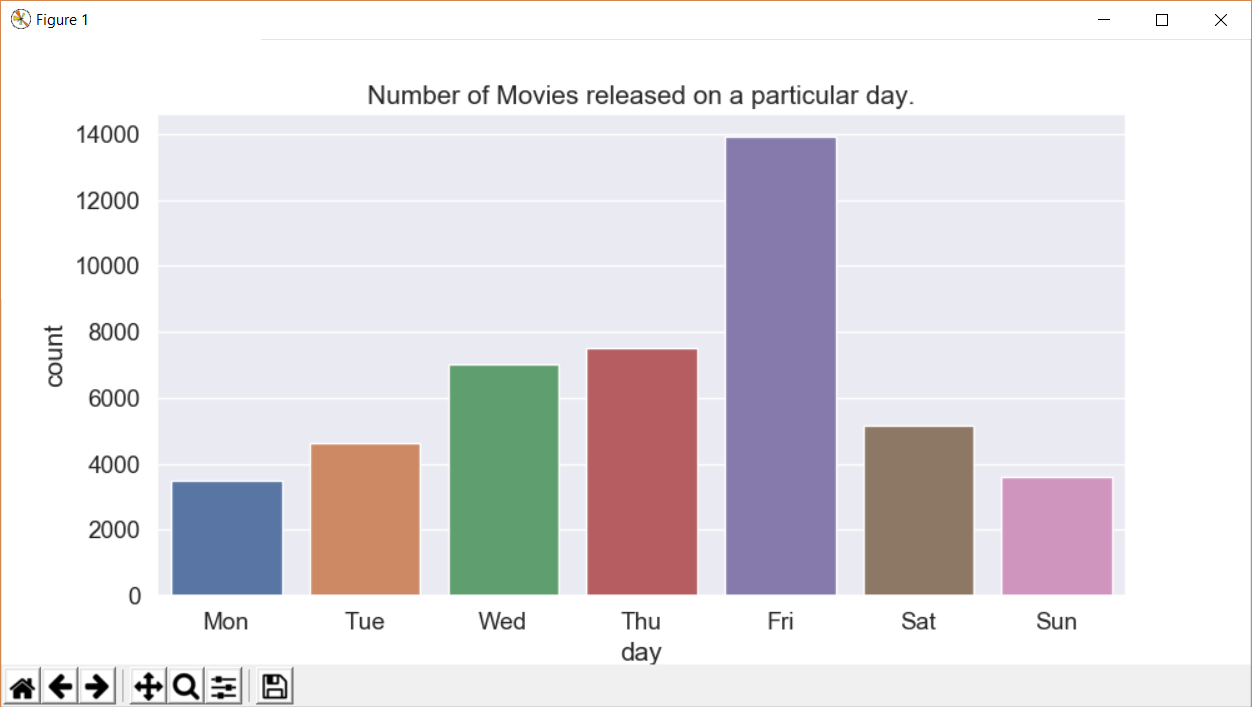 Figure 1
Number of Movies released on a particular day.
14000
12000
10000
8000
6000
4000
2000
0
count
Mon Tue Wed Thu Fri Sat Sun
day